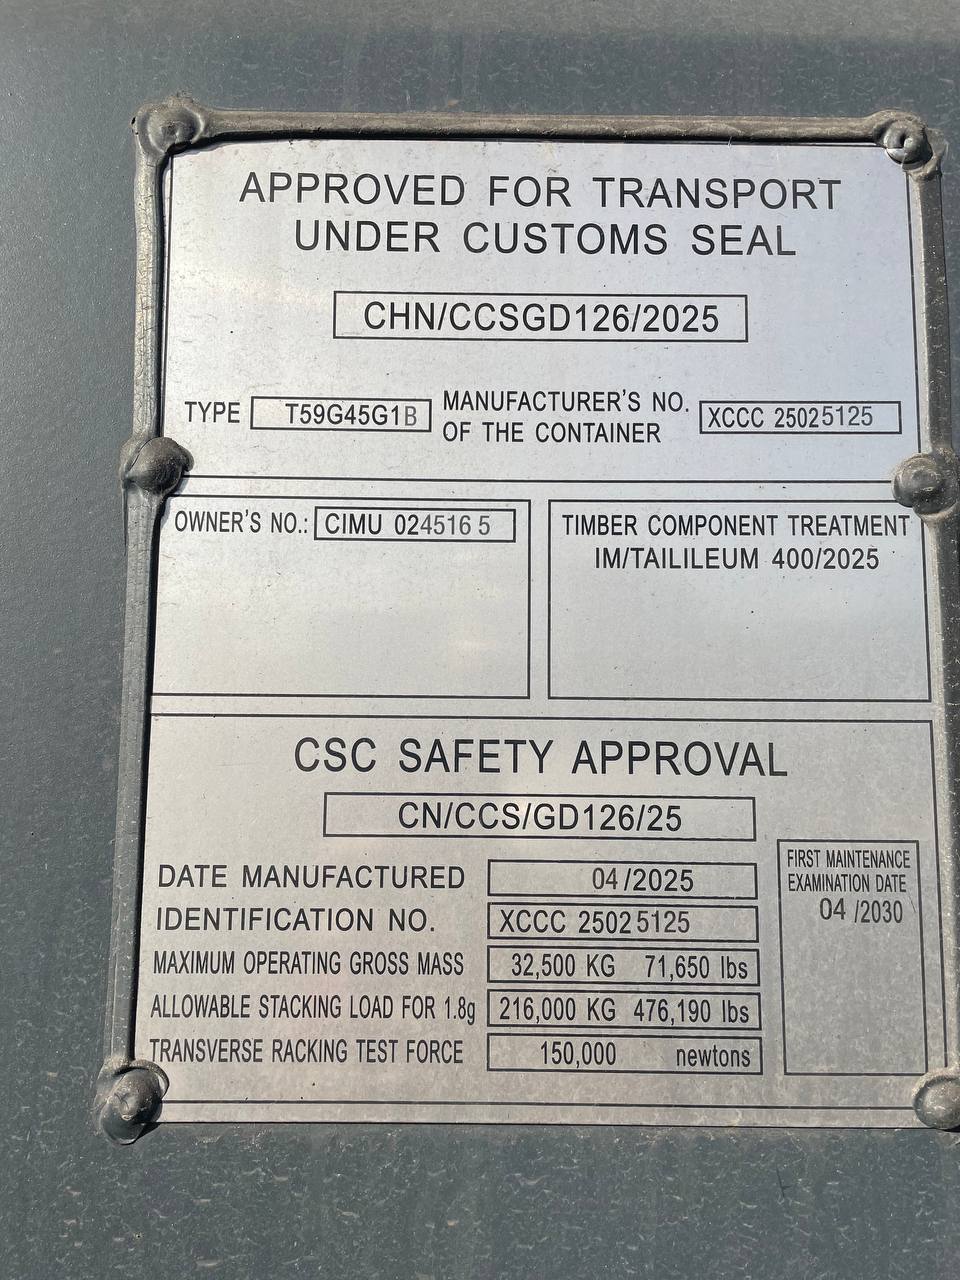 APPROVED FOR TRANSPORT
UNDER CUSTOMS SEAL
CHN/CCSGD126/2025
TYPE T59G45G1B MANUFACTURER'S NO. OF THE CONTAINER XCCC 25025125
OWNER'S NO.: CIMU 024516 5
TIMBER COMPONENT TREATMENT
IM/TAILILEUM 400/2025
CSC SAFETY APPROVAL
CN/CCS/GD126/25
DATE MANUFACTURED 04/2025
IDENTIFICATION NO. XCCC 25025125
MAXIMUM OPERATING GROSS MASS 32,500 KG 71,650 lbs
ALLOWABLE STACKING LOAD FOR 1.8g 216,000 KG 476,190 lbs
TRANSVERSE RACKING TEST FORCE 150,000 newtons
FIRST MAINTENANCE
EXAMINATION DATE
04 /2030